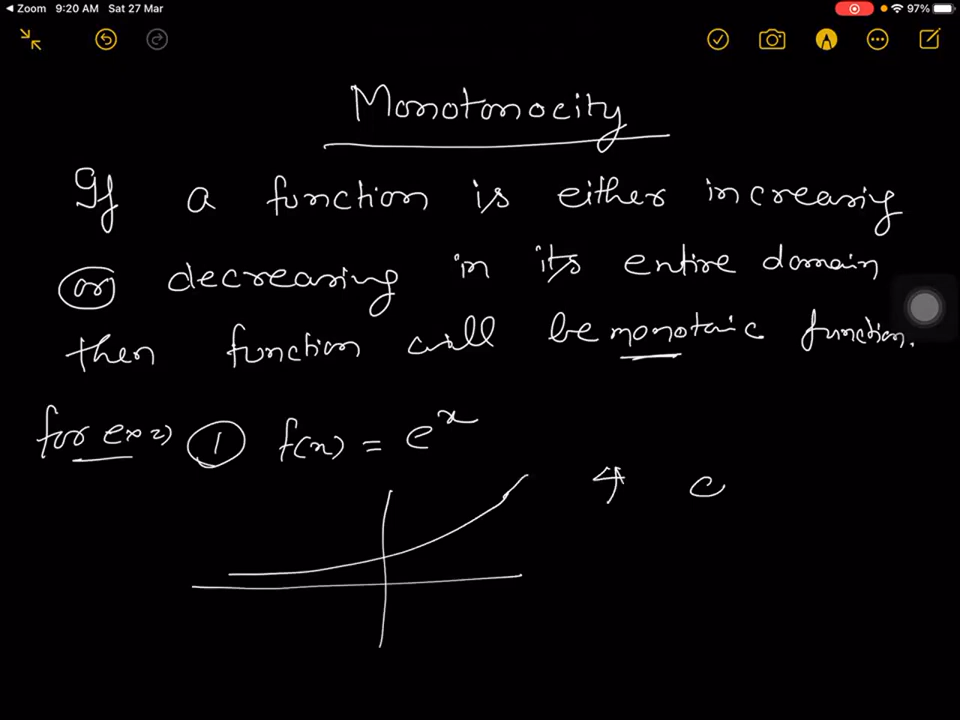 Zoom 9:20 AM Sat 27 Mar 97%
Monotonocity
If a function is either increasing
or decreasing in its entire domain
then function will be monotoic function.
for ex⇒ 1 f(x) = e^x
↑ c